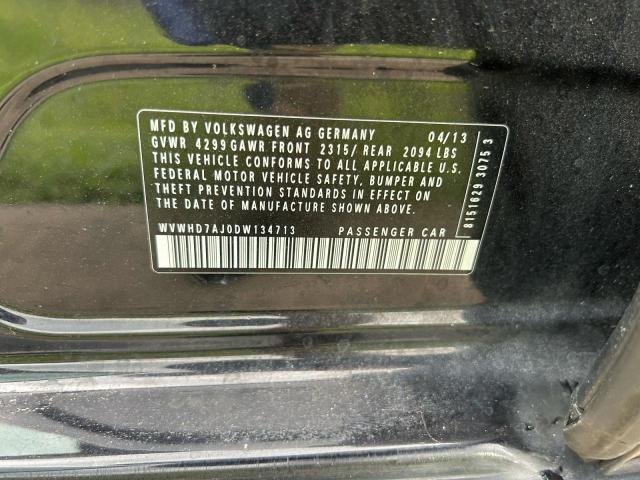 MFD BY VOLKSWAGEN AG GERMANY 04/13
GVWR 4299 GAWR FRONT 2315/ REAR 2094 LBS
THIS VEHICLE CONFORMS TO ALL APPLICABLE U.S.
FEDERAL MOTOR VEHICLE SAFETY, BUMPER AND
THEFT PREVENTION STANDARDS IN EFFECT ON
THE DATE OF MANUFACTURE SHOWN ABOVE.
WVWHD7AJ0DW134713 PASSENGER CAR
8151629 3075 3